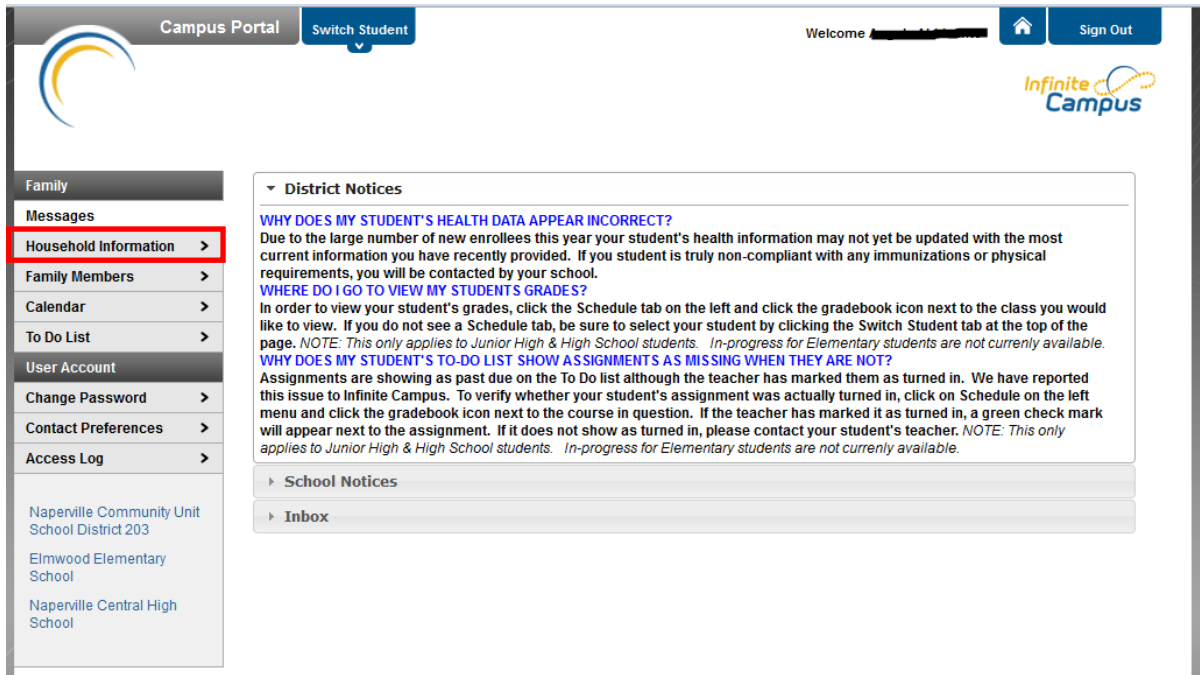 Campus Portal
Switch Student
Welcome
Sign Out
Infinite
Campus
Family
Messages
Household Information
Family Members
Calendar
To Do List
User Account
Change Password
Contact Preferences
Access Log
Naperville Community Unit
School District 203
Elmwood Elementary
School
Naperville Central High
School
District Notices
WHY DOES MY STUDENT'S HEALTH DATA APPEAR INCORRECT?
Due to the large number of new enrollees this year your student's health information may not yet be updated with the most
current information you have recently provided. If you student is truly non-compliant with any immunizations or physical
requirements, you will be contacted by your school.
WHERE DO I GO TO VIEW MY STUDENTS GRADES?
In order to view your student's grades, click the Schedule tab on the left and click the gradebook icon next to the class you would
like to view. If you do not see a Schedule tab, be sure to select your student by clicking the Switch Student tab at the top of the
page. NOTE: This only applies to Junior High & High School students. In-progress for Elementary students are not currenly available.
WHY DOES MY STUDENT'S TO-DO LIST SHOW ASSIGNMENTS AS MISSING WHEN THEY ARE NOT?
Assignments are showing as past due on the To Do list although the teacher has marked them as turned in. We have reported
this issue to Infinite Campus. To verify whether your student's assignment was actually turned in, click on Schedule on the left
menu and click the gradebook icon next to the course in question. If the teacher has marked it as turned in, a green check mark
will appear next to the assignment. If it does not show as turned in, please contact your student's teacher. NOTE: This only
applies to Junior High & High School students. In-progress for Elementary students are not currenly available.
School Notices
Inbox